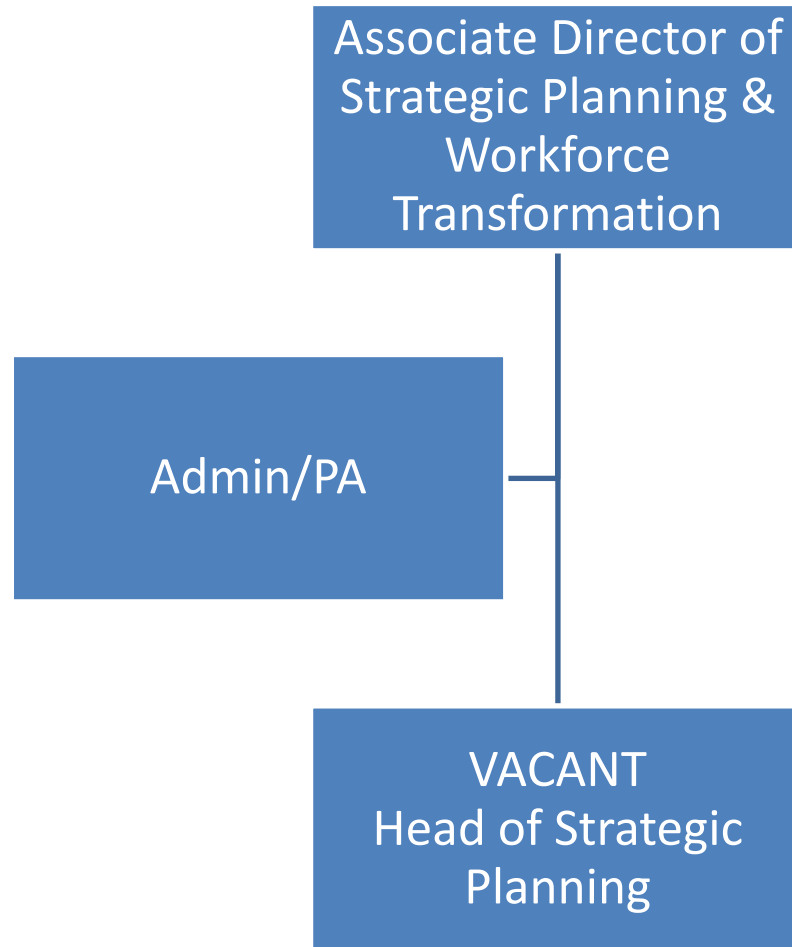 Associate Director of
Strategic Planning &
Workforce
Transformation
Admin/PA
VACANT
Head of Strategic
Planning